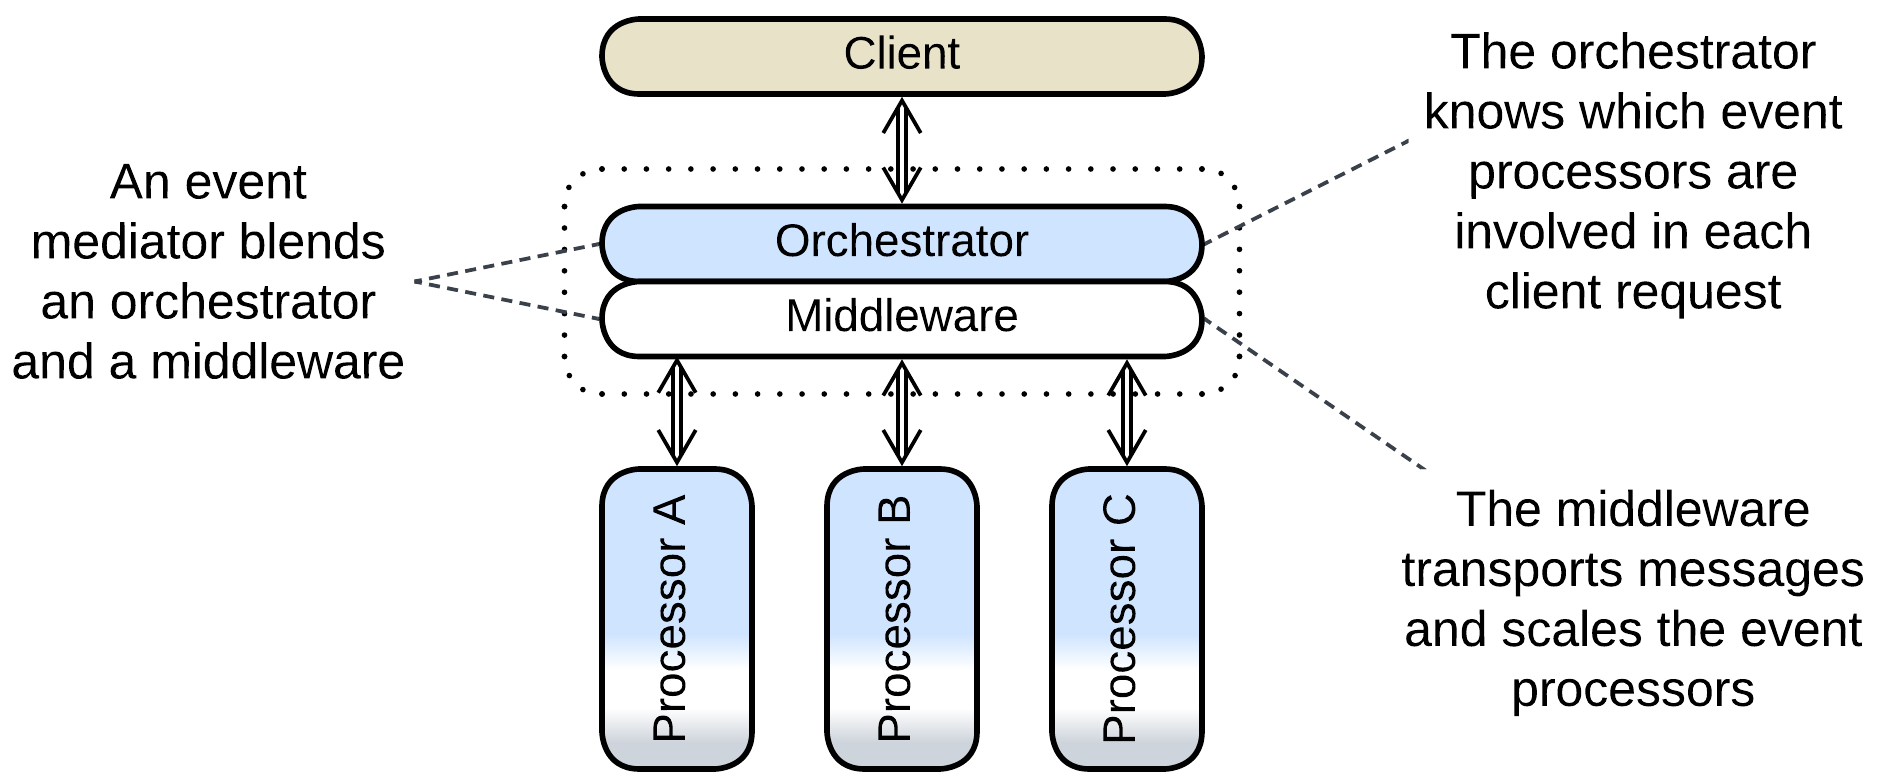 Client
An event
mediator blends
an orchestrator
and a middleware
Orchestrator
Middleware
The orchestrator
knows which event
processors are
involved in each
client request
The middleware
transports messages
and scales the event
processors
Processor A
Processor B
Processor C